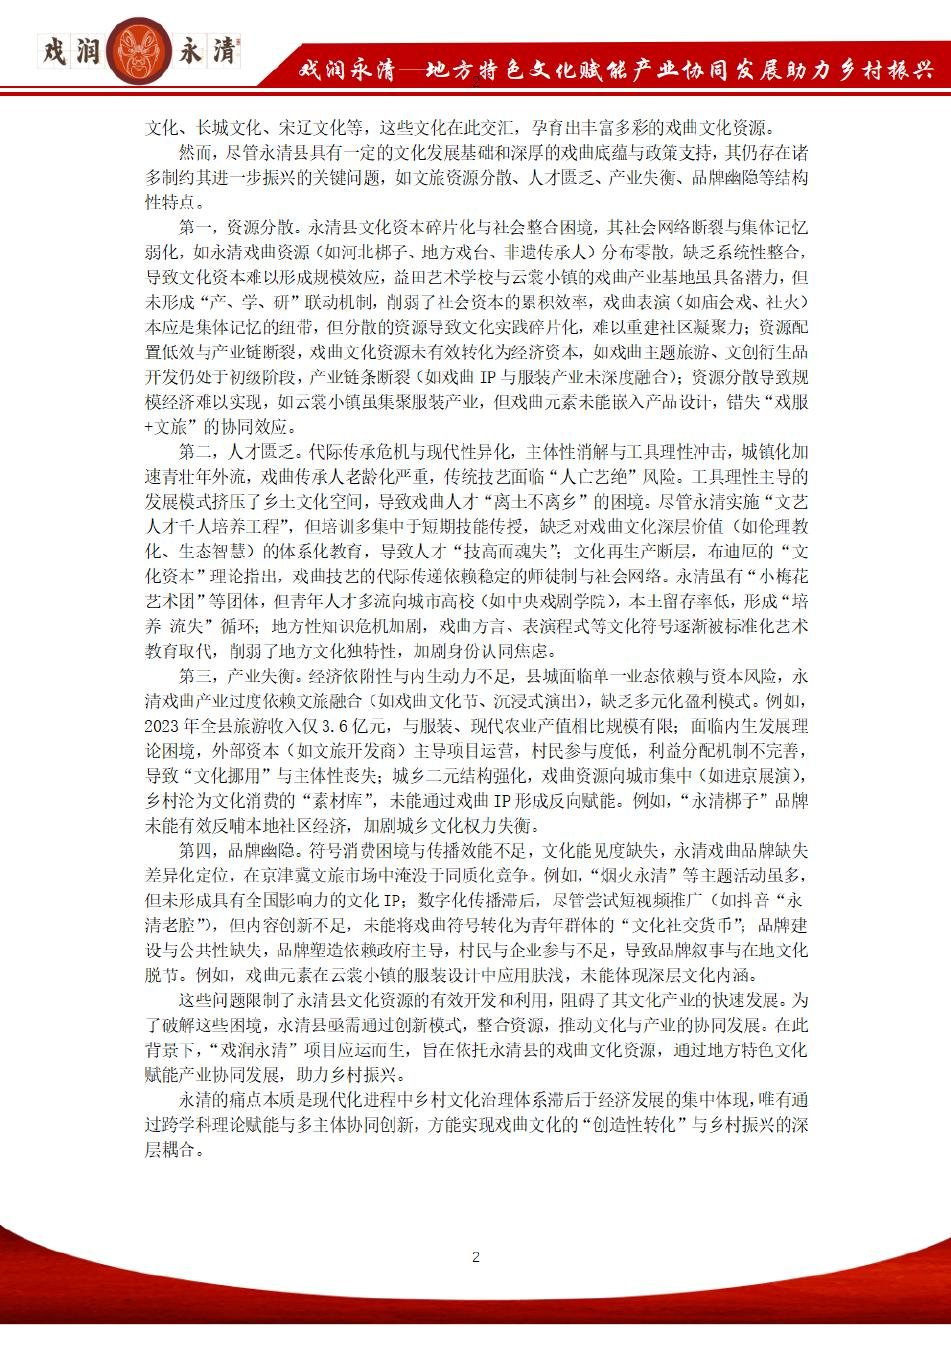 戏润永清
戏润永清—地方特色文化赋能产业协同发展助力乡村振兴
文化、长城文化、宋辽文化等，这些文化在此交汇，孕育出丰富多彩的戏曲文化资源。
然而，尽管永清县具有一定的文化发展基础和深厚的戏曲底蕴与政策支持，其仍存在诸
多制约其进一步振兴的关键问题，如文旅资源分散、人才匮乏、产业失衡、品牌幽隐等结构
性特点。
第一，资源分散。永清县文化资本碎片化与社会整合困境，其社会网络断裂与集体记忆
弱化，如永清戏曲资源（如河北梆子、地方戏台、非遗传承人）分布零散，缺乏系统性整合，
导致文化资本难以形成规模效应，益田艺术学校与云裳小镇的戏曲产业基地虽具备潜力，但
未形成“产、学、研”联动机制，削弱了社会资本的累积效率，戏曲表演（如庙会戏、社火）
本应是集体记忆的纽带，但分散的资源导致文化实践碎片化，难以重建社区凝聚力；资源配
置低效与产业链断裂，戏曲文化资源未有效转化为经济资本，如戏曲主题旅游、文创衍生品
开发仍处于初级阶段，产业链条断裂（如戏曲 IP 与服装产业未深度融合）；资源分散导致规
模经济难以实现，如云裳小镇虽集聚服装产业，但戏曲元素未能嵌入产品设计，错失“戏服
+文旅”的协同效应。
第二，人才匮乏。代际传承危机与现代性异化，主体性消解与工具理性冲击，城镇化加
速青壮年外流，戏曲传承人老龄化严重，传统技艺面临“人亡艺绝”风险。工具理性主导的
发展模式挤压了乡土文化空间，导致戏曲人才“离土不离乡”的困境。尽管永清实施“文艺
人才千人培养工程”，但培训多集中于短期技能传授，缺乏对戏曲文化深层价值（如伦理教
化、生态智慧）的体系化教育，导致人才“技高而魂失”；文化再生产断层，布迪厄的“文
化资本”理论指出，戏曲技艺的代际传递依赖稳定的师徒制与社会网络。永清虽有“小梅花
艺术团”等团体，但青年人才多流向城市高校（如中央戏剧学院），本土留存率低，形成“培
养 流失”循环；地方性知识危机加剧，戏曲方言、表演程式等文化符号逐渐被标准化艺术
教育取代，削弱了地方文化独特性，加剧身份认同焦虑。
第三，产业失衡。经济依附性与内生动力不足，县域面临单一业态依赖与资本风险，永
清戏曲产业过度依赖文旅融合（如戏曲文化节、沉浸式演出），缺乏多元化盈利模式。例如，
2023 年全县旅游收入仅 3.6 亿元，与服装、现代农业产值相比规模有限；面临内生发展理
论困境，外部资本（如文旅开发商）主导项目运营，村民参与度低，利益分配机制不完善，
导致“文化挪用”与主体性丧失；城乡二元结构强化，戏曲资源向城市集中（如进京展演），
乡村沦为文化消费的“素材库”，未能通过戏曲 IP 形成反向赋能。例如，“永清梆子”品牌
未能有效反哺本地社区经济，加剧城乡文化权力失衡。
第四，品牌幽隐。符号消费困境与传播效能不足，文化能见度缺失，永清戏曲品牌缺失
差异化定位，在京津冀文旅市场中淹没于同质化竞争。例如，“烟火永清”等主题活动虽多，
但未形成具有全国影响力的文化 IP；数字化传播滞后，尽管尝试短视频推广（如抖音“永
清老腔”），但内容创新不足，未能将戏曲符号转化为青年群体的“文化社交货币”；品牌建
设与公共性缺失，品牌塑造依赖政府主导，村民与企业参与不足，导致品牌叙事与在地文化
脱节。例如，戏曲元素在云裳小镇的服装设计中应用肤浅，未能体现深层文化内涵。
这些问题限制了永清县文化资源的有效开发和利用，阻碍了其文化产业的快速发展。为
了破解这些困境，永清县亟需通过创新模式，整合资源，推动文化与产业的协同发展。在此
背景下，“戏润永清”项目应运而生，旨在依托永清县的戏曲文化资源，通过地方特色文化
赋能产业协同发展，助力乡村振兴。
永清的痛点本质是现代化进程中乡村文化治理体系滞后于经济发展的集中体现，唯有通
过跨学科理论赋能与多主体协同创新，方能实现戏曲文化的“创造性转化”与乡村振兴的深
层耦合。
2